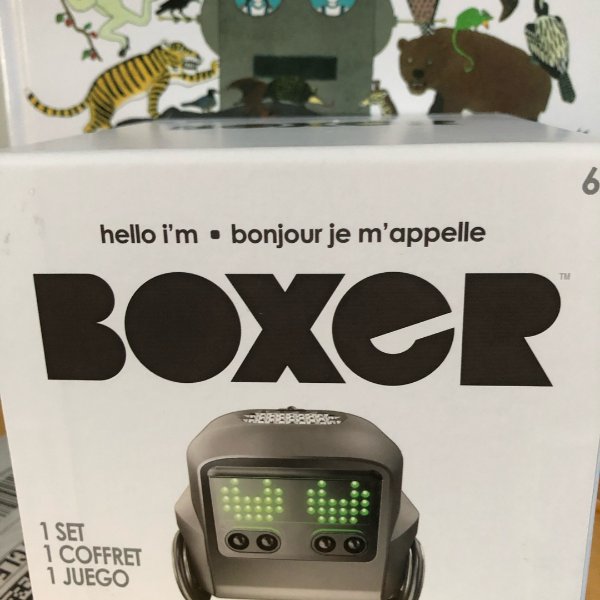 6
hello i'm ▪ bonjour je m'appelle
BOXER™
1 SET
1 COFFRET
1 JUEGO